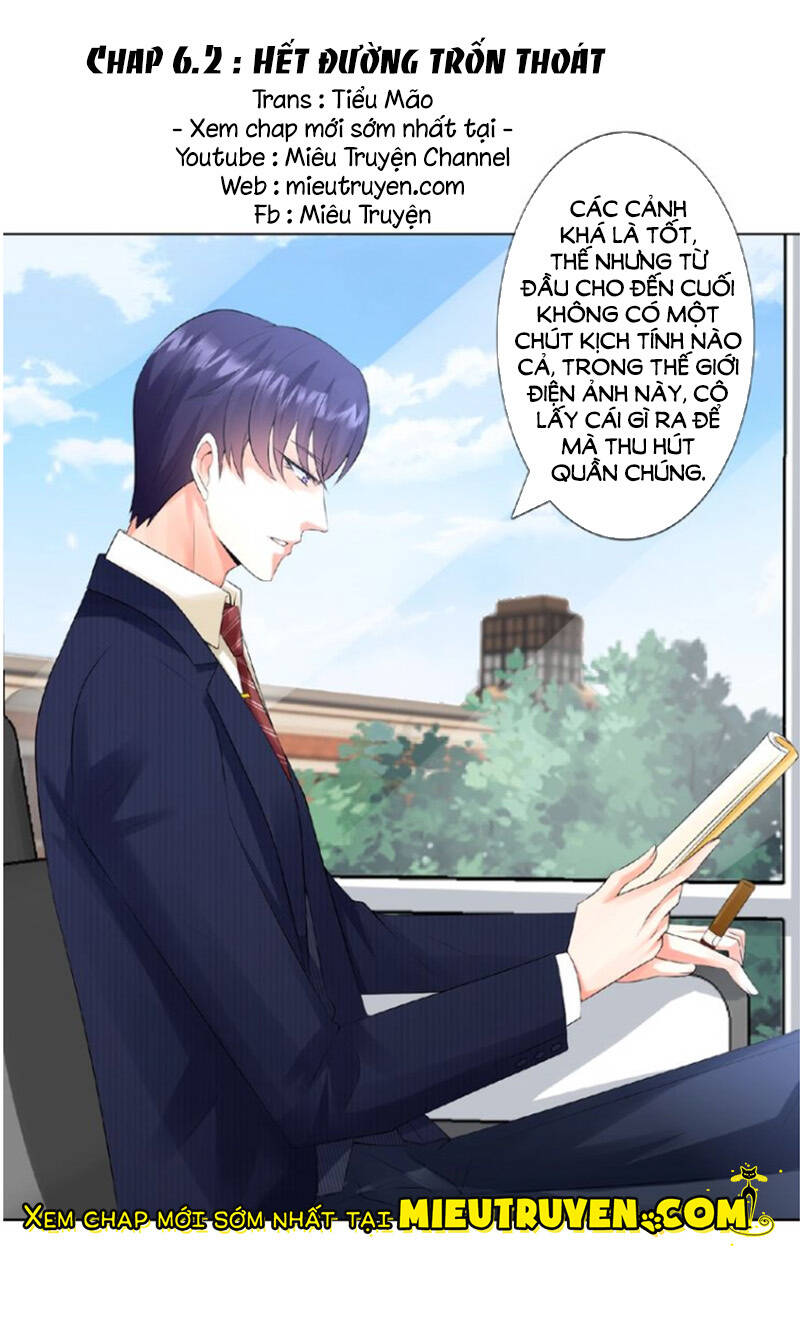 Chap 6.2 : Hết đường trốn thoát
Trans : Tiểu Mão
- Xem chap mới sớm nhất tại -
Youtube : Miêu Truyện Channel
Web : mieutruyen.com
Fb : Miêu Truyện
CÁC CẢNH
KHÁ LÀ TỐT,
THẾ NHƯNG TỪ
ĐẦU CHO ĐẾN CUỐI
KHÔNG CÓ MỘT
CHÚT KỊCH TÍNH NÀO
CẢ, TRONG THẾ GIỚI
ĐIỆN ẢNH NÀY, CÔ
LẤY CÁI GÌ RA ĐỂ
MÀ THU HÚT
QUẦN CHÚNG.
Xem chap mới sớm nhất tại MIEUTRUYEN.COM